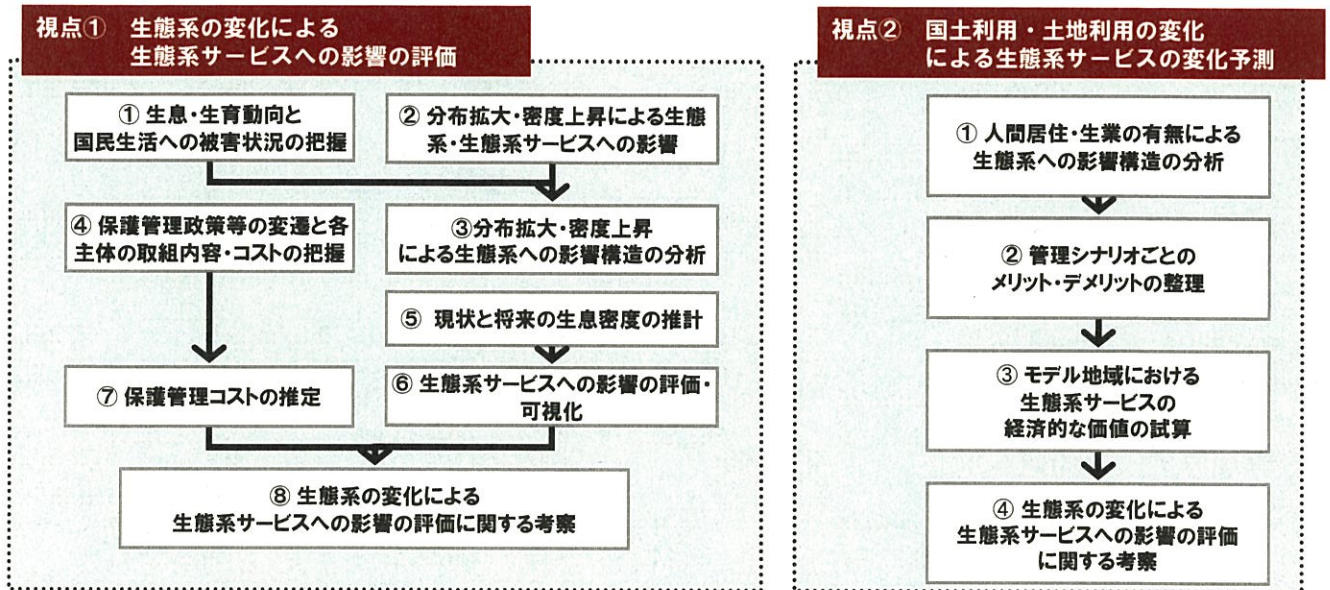 視点① 生態系の変化による
生態系サービスへの影響の評価
① 生息・生育動向と
国民生活への被害状況の把握
② 分布拡大・密度上昇による生態
系・生態系サービスへの影響
④ 保護管理政策等の変遷と各
主体の取組内容・コストの把握
③分布拡大・密度上昇
による生態系への影響構造の分析
⑤ 現状と将来の生息密度の推計
⑦ 保護管理コストの推定
⑥ 生態系サービスへの影響の評価・
可視化
⑧ 生態系の変化による
生態系サービスへの影響の評価に関する考察
視点② 国土利用・土地利用の変化
による生態系サービスの変化予測
① 人間居住・生業の有無による
生態系への影響構造の分析
② 管理シナリオごとの
メリット・デメリットの整理
③ モデル地域における
生態系サービスの
経済的な価値の試算
④ 生態系の変化による
生態系サービスへの影響の評価
に関する考察